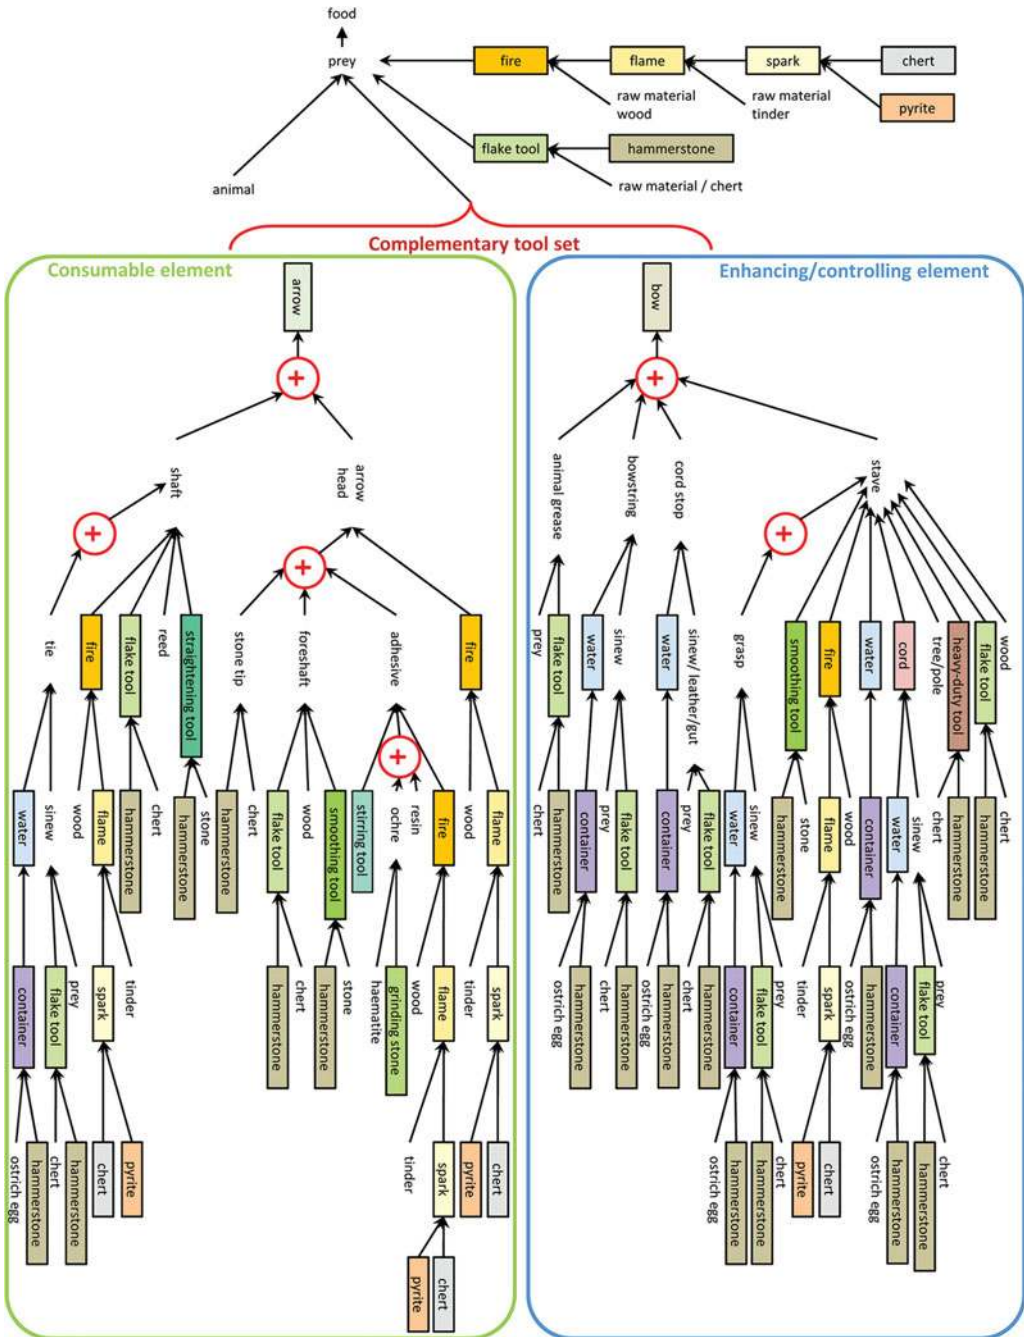 food
prey
fire
flame
spark
chert
raw material
wood
raw material
tinder
pyrite
flake tool
hammerstone
animal
raw material / chert
Complementary tool set
Consumable element
Enhancing/controlling element
arrow
bow
+
+
shaft
arrow
head
animal grease
bowstring
cord stop
stave
+
+
+
tie
fire
flake tool
reed
straightening tool
stone tip
foreshaft
adhesive
fire
prey
flake tool
water
sinew
water
sinew/ leather/gut
grasp
smoothing tool
fire
water
cord
tree/pole
heavy-duty tool
flake tool
wood
+
water
sinew
wood
flame
hammerstone
chert
hammerstone
stone
hammerstone
chert
flake tool
wood
smoothing tool
stirring tool
ochre
resin
fire
wood
flame
chert
hammerstone
container
prey
flake tool
container
prey
flake tool
water
sinew
hammerstone
stone
flame
wood
container
water
sinew
chert
hammerstone
hammerstone
chert
container
flake tool
prey
spark
tinder
hammerstone
chert
hammerstone
stone
haematite
grinding stone
wood
flame
tinder
spark
ostrich egg
hammerstone
chert
hammerstone
ostrich egg
hammerstone
chert
hammerstone
container
flake tool
prey
tinder
spark
ostrich egg
hammerstone
container
flake tool
prey
ostrich egg
hammerstone
chert
hammerstone
chert
pyrite
tinder
spark
pyrite
chert
ostrich egg
hammerstone
hammerstone
chert
pyrite
chert
ostrich egg
hammerstone
hammerstone
chert
pyrite
chert